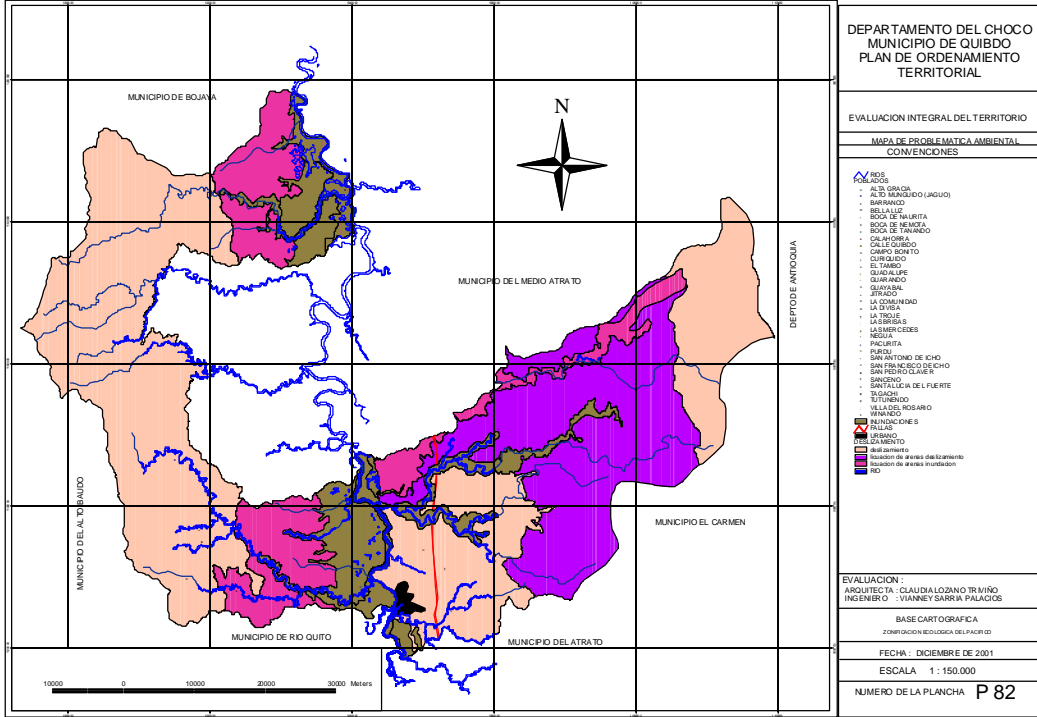 MUNICIPIO DE BOJAYA
N
MUNICIPIO DEL MEDIO ATRATO
DEPTO DE ANTIOQUIA
MUNICIPIO DEL ALTO BAUDO
MUNICIPIO EL CARMEN
MUNICIPIO DE RIO QUITO
MUNICIPIO DEL ATRATO
10000 0 10000 20000 30000 Meters
DEPARTAMENTO DEL CHOCO
MUNICIPIO DE QUIBDO
PLAN DE ORDENAMIENTO
TERRITORIAL
EVALUACION INTEGRAL DEL TERRITORIO
MAPA DE PROBLEMATICA AMBIENTAL
CONVENCIONES
RIOS
POBLADOS
ALTA GRACIA
ALTO MUNGUIDO (JAGUO)
BARRANCO
BELLA LUZ
BOCA DE NAURITA
BOCA DE NEMOTA
BOCA DE TANANDO
CALAHORRA
CALLE QUIBDO
CAMPO BONITO
CURIQUIDO
EL TAMBO
GUADALUPE
GUARANDO
GUAYABAL
JITRADO
LA COMUNIDAD
LA DIVISA
LA TROJE
LAS BRISAS
LAS MERCEDES
NEGUA
PACURITA
PURDU
SAN ANTONIO DE ICHO
SAN FRANCISCO DE ICHO
SAN PEDRO CLAVER
SANCENO
SANTA LUCIA DEL FUERTE
TAGACHI
TUTUNENDO
VILLA DEL ROSARIO
WINANDO
INUNDACIONES
FALLAS
URBANO
DESLIZAMIENTO
deslizamiento
licuacion de arenas deslizamiento
licuacion de arenas inundacion
RIO
EVALUACION :
ARQUITECTA : CLAUDIA LOZANO TRIVIÑO
INGENIERO : VIANNEY SARRIA PALACIOS
BASE CARTOGRAFICA
ZONIFICACION ECOLOGICA DEL PACIFICO
FECHA : DICIEMBRE DE 2001
ESCALA 1 : 150.000
NUMERO DE LA PLANCHA P 82